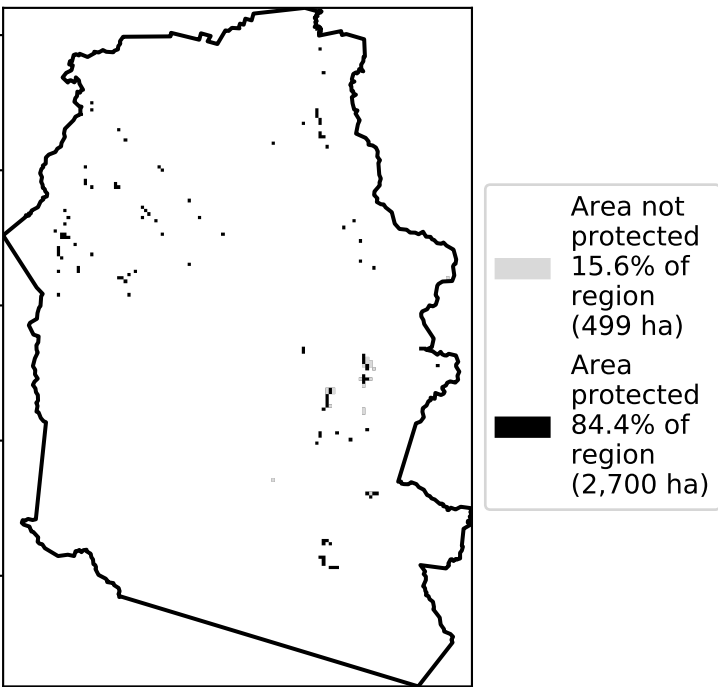 Area not
protected
15.6% of
region
(499 ha)
Area
protected
84.4% of
region
(2,700 ha)